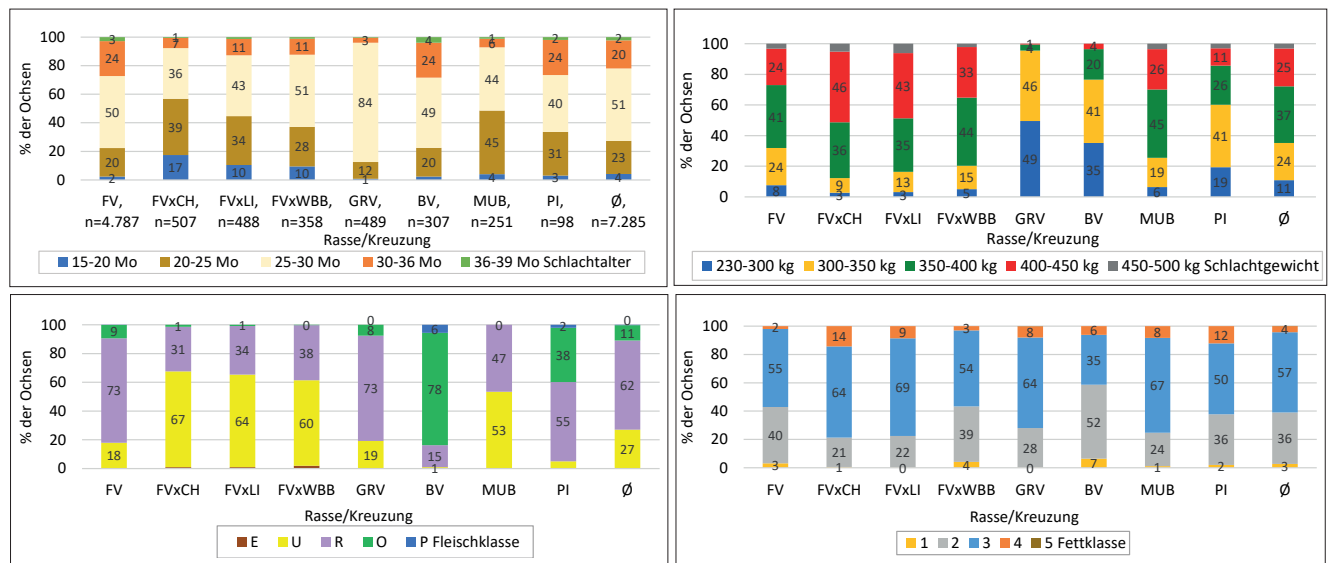 % der Ochsen
100
80
60
40
20
0
3 1 11 11 3 4 1 2 2
24 7 43 51 84 24 6 24 20
50 36 34 28 12 49 44 40 51
20 39 10 10 1 20 45 31 23
2 17 4 3 4
FV, FVxCH, FVxLI, FVxWBB, GRV, BV, MUB, PI, Ø,
n=4.787 n=507 n=488 n=358 n=489 n=307 n=251 n=98 n=7.285
Rasse/Kreuzung
15-20 Mo 20-25 Mo 25-30 Mo 30-36 Mo 36-39 Mo Schlachtalter
% der Ochsen
100
80
60
40
20
0
24 46 43 33 1 4 26 11 25
41 36 35 44 4 20 45 26 37
24 9 13 15 46 41 19 41 24
8 3 3 5 49 35 6 19 11
FV FVxCH FVxLI FVxWBB GRV BV MUB PI Ø
Rasse/Kreuzung
230-300 kg 300-350 kg 350-400 kg 400-450 kg 450-500 kg Schlachtgewicht
% der Ochsen
100
80
60
40
20
0
9 1 1 0 0 6 0 2 0
73 31 34 38 8 78 47 38 11
18 67 64 60 73 15 53 55 62
19 1 27
FV FVxCH FVxLI FVxWBB GRV BV MUB PI Ø
Rasse/Kreuzung
E U R O P Fleischklasse
% der Ochsen
100
80
60
40
20
0
2 14 9 3 8 6 8 12 4
55 64 69 54 64 35 67 50 57
40 21 22 39 28 52 24 36 36
3 1 0 4 0 7 1 2 3
FV FVxCH FVxLI FVxWBB GRV BV MUB PI Ø
Rasse/Kreuzung
1 2 3 4 5 Fettklasse